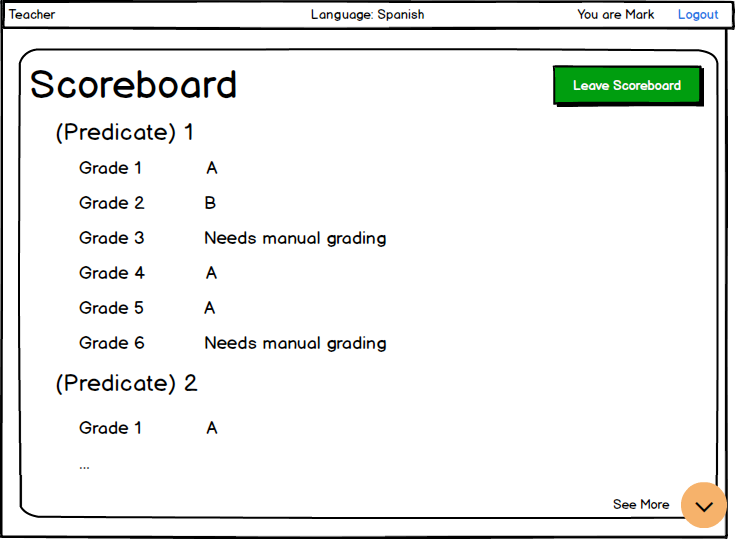 Teacher Language: Spanish You are Mark Logout
Scoreboard
Leave Scoreboard
(Predicate) 1
Grade 1 A
Grade 2 B
Grade 3 Needs manual grading
Grade 4 A
Grade 5 A
Grade 6 Needs manual grading
(Predicate) 2
Grade 1 A
...
See More